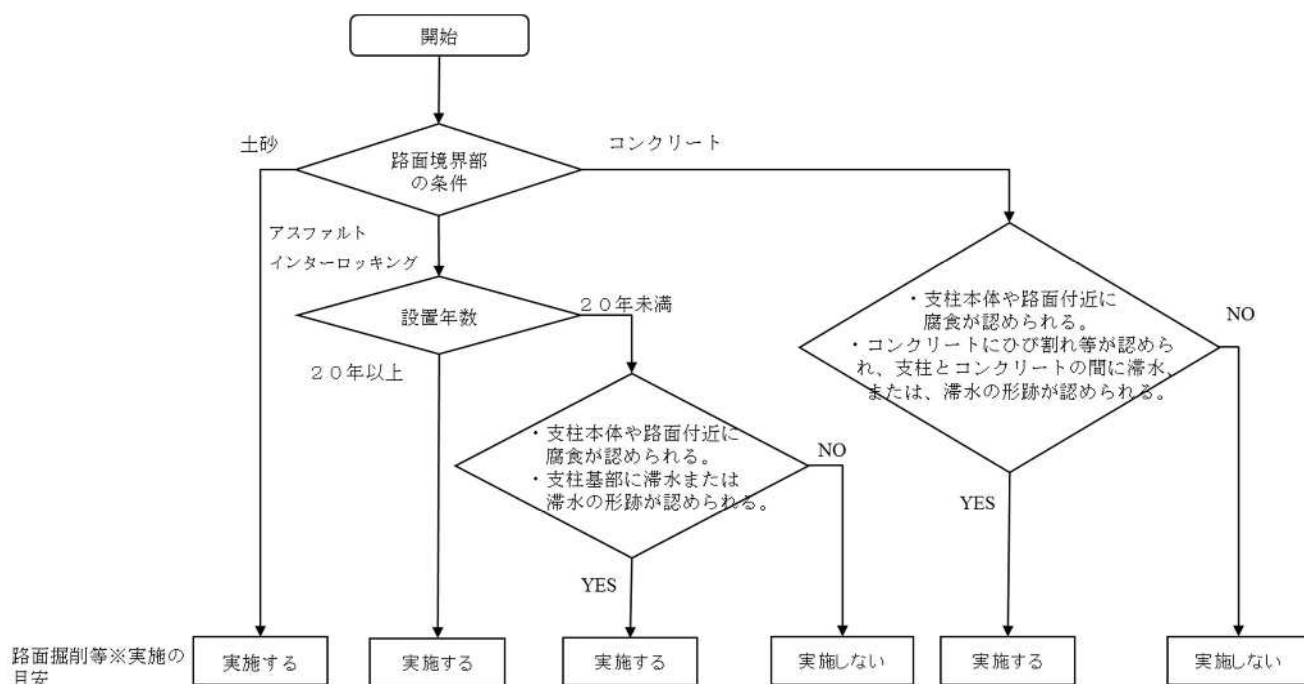 開始
土砂
コンクリート
路面境界部
の条件
アスファルト
インターロッキング
設置年数
20年未満
20年以上
・支柱本体や路面付近に
腐食が認められる。
・コンクリートにひび割れ等が認めら
れ、支柱とコンクリートの間に滞水、
または、滞水の形跡が認められる。
NO
YES
・支柱本体や路面付近に
腐食が認められる。
・支柱基部に滞水または
滞水の形跡が認められる。
NO
YES
路面掘削等※実施の
目安
実施する
実施する
実施する
実施しない
実施する
実施しない